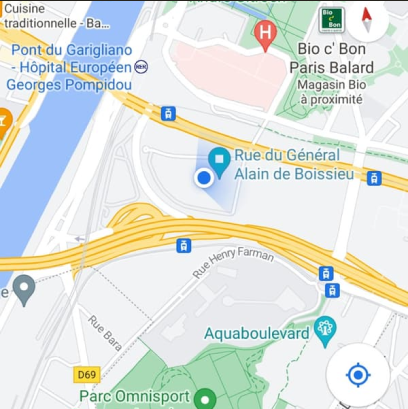 Cuisine
traditionnelle - Ba...
Pont du Garigliano
- Hôpital Européen
Georges Pompidou
RER
H
Bio
c'
Bon
Bio c' Bon
Paris Balard
Magasin Bio
à proximité
Rue du Général
Alain de Boissieu
Rue Henry Farman
e
Rue Bara
Aquaboulevard
D69
Parc Omnisport